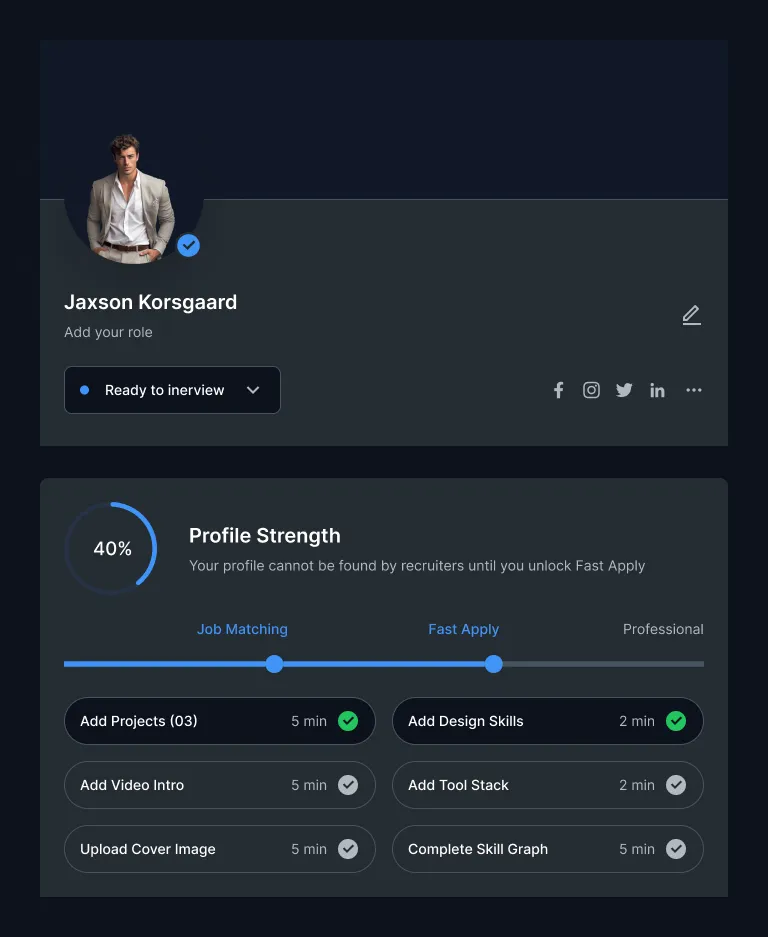 Jaxson Korsgaard
Add your role
Ready to inerview
40%
Profile Strength
Your profile cannot be found by recruiters until you unlock Fast Apply
Job Matching Fast Apply Professional
Add Projects (03) 5 min Add Design Skills 2 min
Add Video Intro 5 min Add Tool Stack 2 min
Upload Cover Image 5 min Complete Skill Graph 5 min